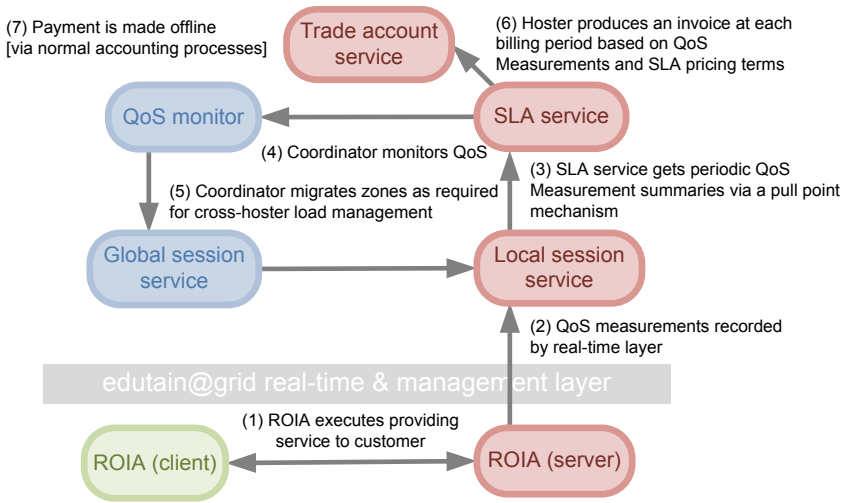 (7) Payment is made offline
[via normal accounting processes]
Trade account
service
(6) Hoster produces an invoice at each
billing period based on QoS
Measurements and SLA pricing terms
QoS monitor
SLA service
(4) Coordinator monitors QoS
(3) SLA service gets periodic QoS
Measurement summaries via a pull point
mechanism
(5) Coordinator migrates zones as required
for cross-hoster load management
Global session
service
Local session
service
(2) QoS measurements recorded
by real-time layer
edutain@grid real-time & management layer
(1) ROIA executes providing
service to customer
ROIA (client)
ROIA (server)